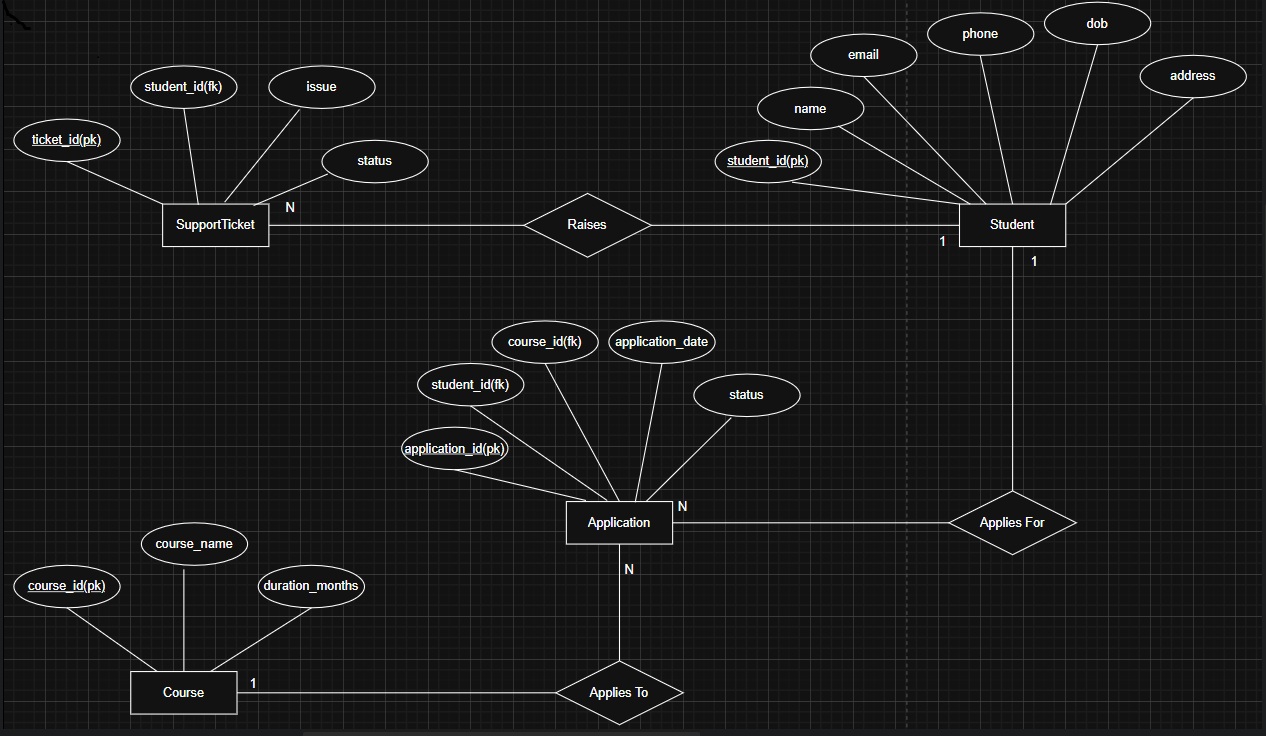 dob
phone
email
address
student_id(fk)
issue
name
ticket_id(pk)
status
student_id(pk)
N
SupportTicket
Raises
Student
1
1
course_id(fk)
application_date
student_id(fk)
status
application_id(pk)
N
Application
Applies For
course_name
N
course_id(pk)
duration_months
1
Course
Applies To